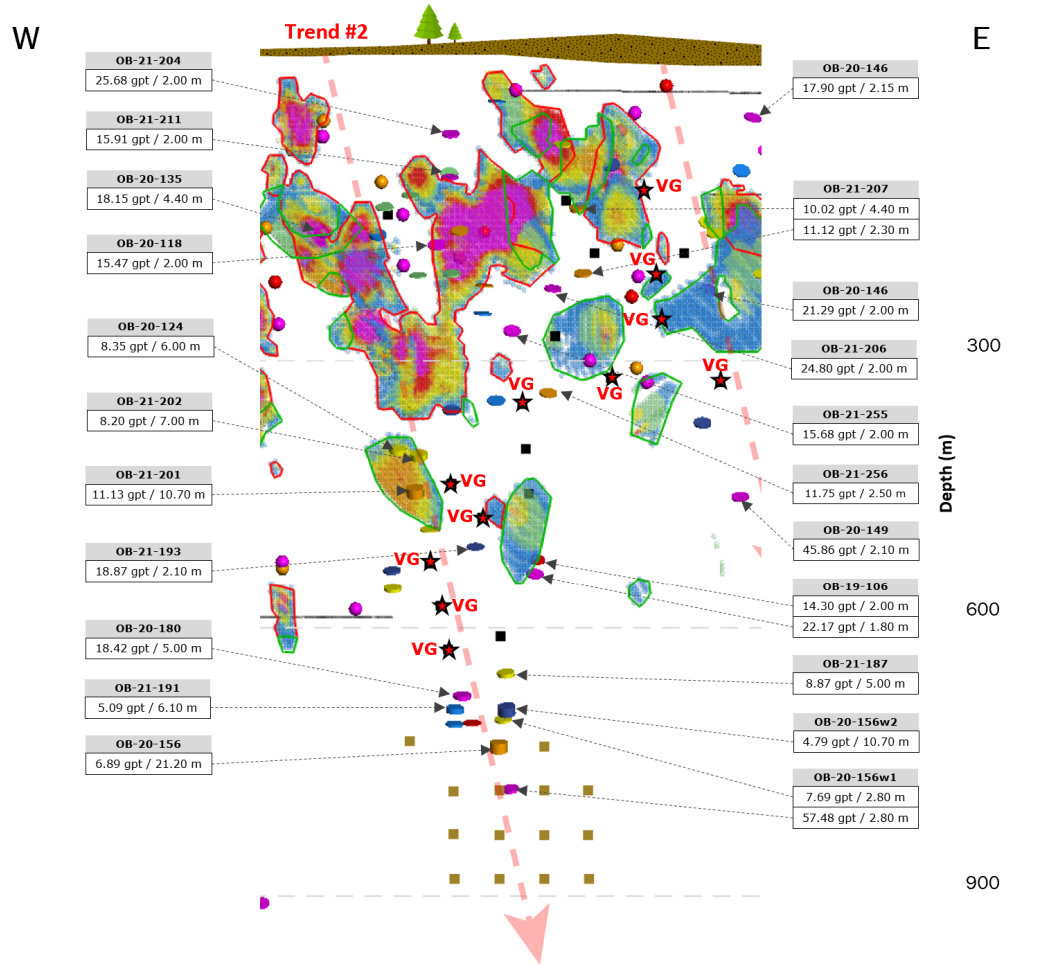 W
Trend #2
E
OB-21-204
25.68 gpt / 2.00 m
OB-21-211
15.91 gpt / 2.00 m
OB-20-135
18.15 gpt / 4.40 m
OB-20-118
15.47 gpt / 2.00 m
OB-20-124
8.35 gpt / 6.00 m
OB-21-202
8.20 gpt / 7.00 m
OB-21-201
11.13 gpt / 10.70 m
OB-21-193
18.87 gpt / 2.10 m
OB-20-180
18.42 gpt / 5.00 m
OB-21-191
5.09 gpt / 6.10 m
OB-20-156
6.89 gpt / 21.20 m
VG
VG
VG
VG
VG
VG
VG
VG
VG
VG
VG
OB-20-146
17.90 gpt / 2.15 m
OB-21-207
10.02 gpt / 4.40 m
11.12 gpt / 2.30 m
OB-20-146
21.29 gpt / 2.00 m
OB-21-206
24.80 gpt / 2.00 m
OB-21-255
15.68 gpt / 2.00 m
OB-21-256
11.75 gpt / 2.50 m
OB-20-149
45.86 gpt / 2.10 m
OB-19-106
14.30 gpt / 2.00 m
22.17 gpt / 1.80 m
OB-21-187
8.87 gpt / 5.00 m
OB-20-156w2
4.79 gpt / 10.70 m
OB-20-156w1
7.69 gpt / 2.80 m
57.48 gpt / 2.80 m
300
Depth (m)
600
900